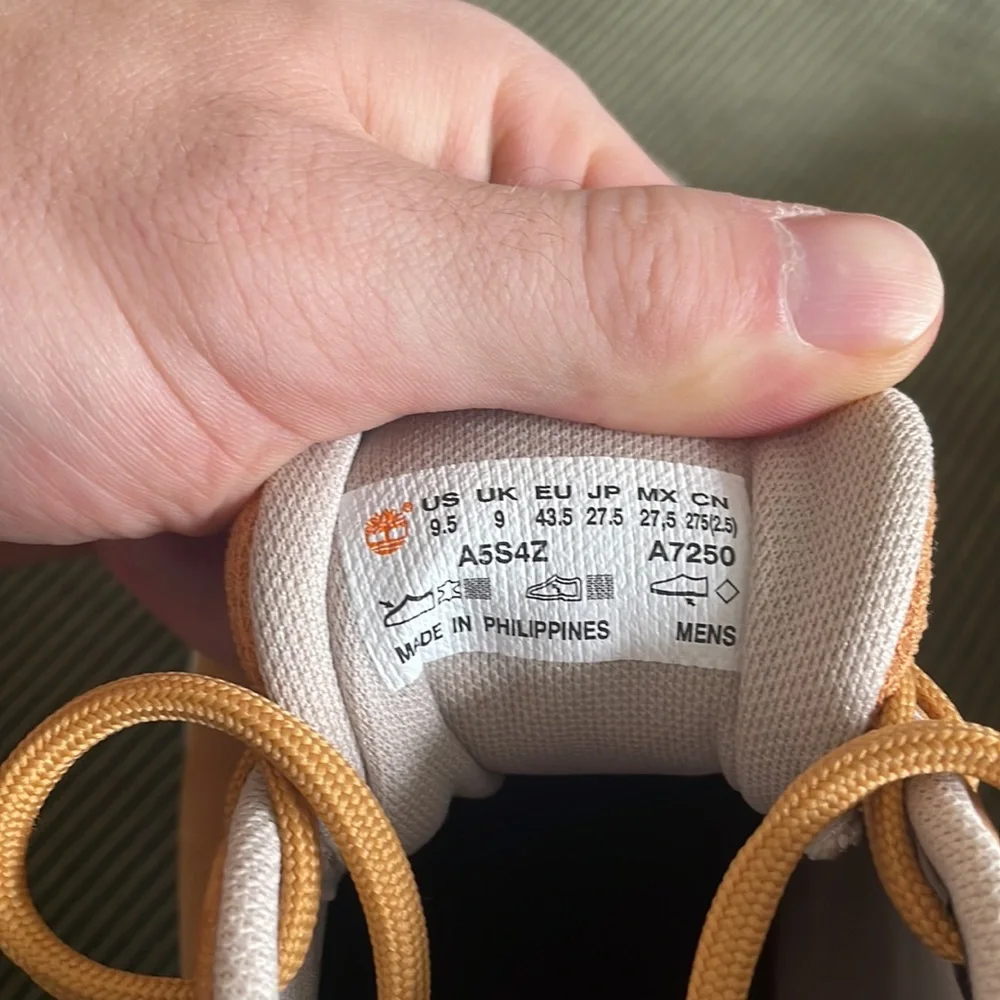 US UK EU JP MX CN
9.5 9 43.5 27.5 27,5 275(2.5)
A5S4Z A7250
MADE IN PHILIPPINES MENS